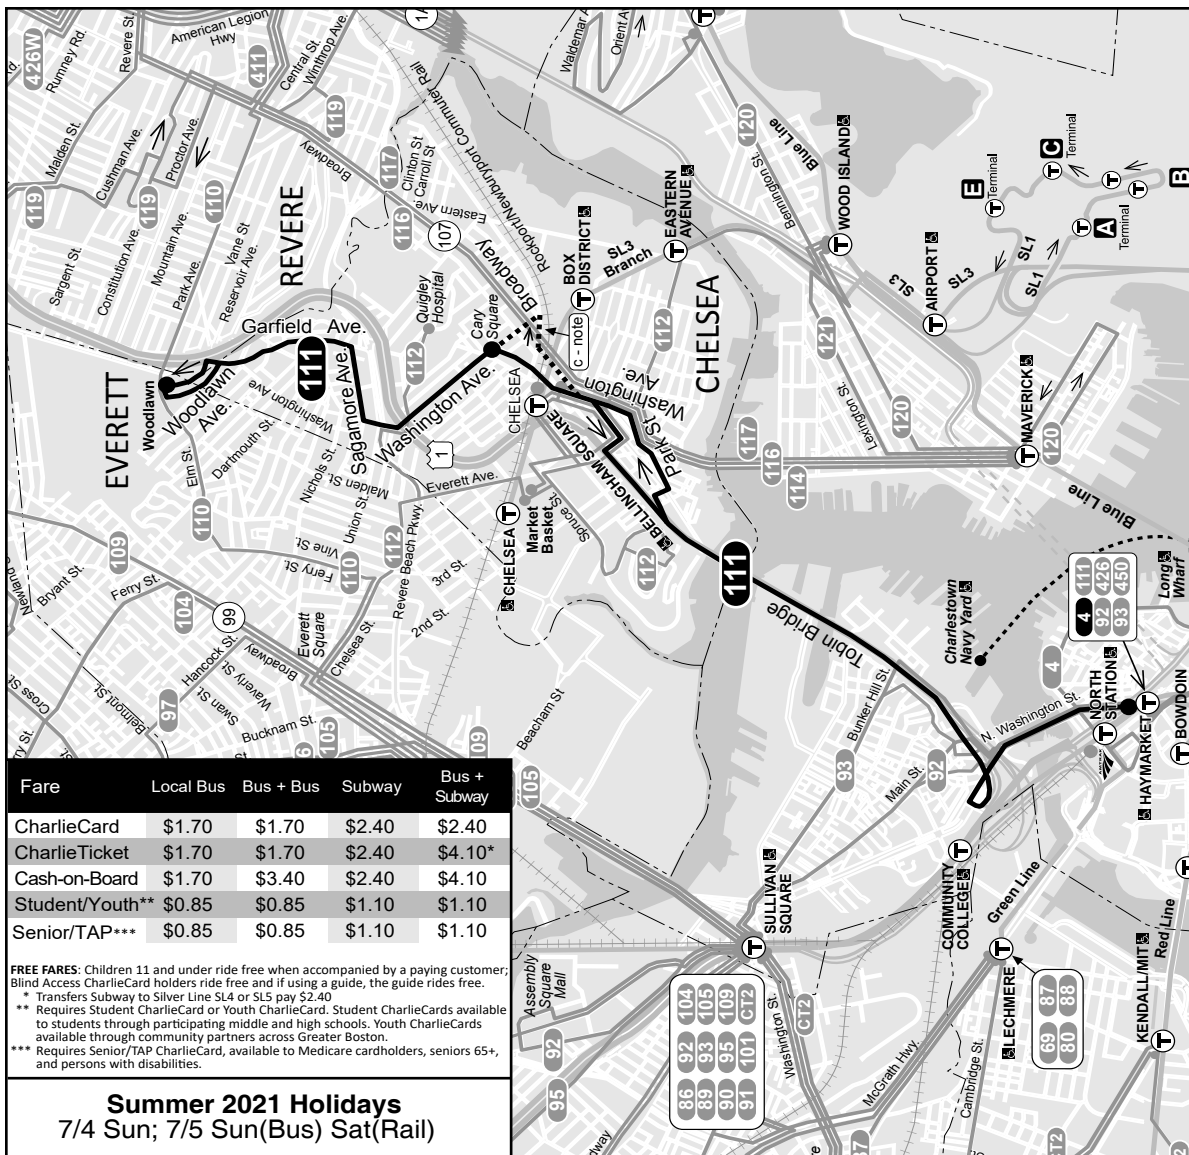 426W
Rd.
Rumney Rd.
Revere St.
American Legion
Hwy
411
Central St.
Winthrop Ave.
119
1A
Waldemar A
Orient Av
T
Malden St.
Cushman Ave.
Proctor Ave.
119
119
110
Broadway
117
Clinton St
Carroll St
116
Eastern Ave.
107
Rockport/Newburyport Commuter Rail
Broadway
120
Blue Line
Bennington St.
WOOD ISLAND
T
E
Terminal
T
C
Terminal
T
T
T
B
A
Terminal
T
Sargent St.
Constitution Ave.
Mountain Ave.
Park Ave.
Vane St
Reservoir Ave.
REVERE
Garfield Ave.
111
Quigley
Hospital
Cary
Square
112
BOX
DISTRICT
T
SL3
Branch
EASTERN
AVENUE
T
c - note
112
CHELSEA
121
SL3
SL3
SL1
SL1
AIRPORT
T
EVERETT
Woodlawn
Woodlawn
Ave.
Washington Ave
Sagamore Ave.
Washington Ave.
CHELSEA
T
Washington
Ave.
Park St.
BELLINGHAM SQUARE
Lexington St.
120
117
116
114
MAVERICK
T
120
Blue Line
Elm St.
Dartmouth St.
Nichols St.
Malden St.
Union St.
1
Everett Ave.
110
109
Newland
Bryant St.
Ferry St.
104
Vine St.
Ferry St.
110
112
Revere Beach Pkwy.
3rd St.
2nd St.
CHELSEA
T
Market
Basket
Spruce St.
112
111
Tobin Bridge
Charlestown
Navy Yard
Long
Wharf
4 111
92 426
93 450
99
Everett
Square
Chelsea St.
Broadway
Hancock St.
Waverly St.
Swan St.
97
Cross St.
Belmont St.
Bucknam St.
105
109
105
Beacham St
Bunker Hill St.
93
Main St.
92
N. Washington St.
4
NORTH
STATION
T
AMTRAK
HAYMARKET
T
BOWDOIN
T
Fare Local Bus Bus + Bus Subway Bus + Subway
CharlieCard $1.70 $1.70 $2.40 $2.40
CharlieTicket $1.70 $1.70 $2.40 $4.10*
Cash-on-Board $1.70 $3.40 $2.40 $4.10
Student/Youth** $0.85 $0.85 $1.10 $1.10
Senior/TAP*** $0.85 $0.85 $1.10 $1.10
FREE FARES: Children 11 and under ride free when accompanied by a paying customer;
Blind Access CharlieCard holders ride free and if using a guide, the guide rides free.
* Transfers Subway to Silver Line SL4 or SL5 pay $2.40
** Requires Student CharlieCard or Youth CharlieCard. Student CharlieCards available
to students through participating middle and high schools. Youth CharlieCards
available through community partners across Greater Boston.
*** Requires Senior/TAP CharlieCard, available to Medicare cardholders, seniors 65+,
and persons with disabilities.
Summer 2021 Holidays
7/4 Sun; 7/5 Sun(Bus) Sat(Rail)
SULLIVAN
SQUARE
T
COMMUNITY
COLLEGE
T
Green Line
LECHMERE
T
69 87
80 88
KENDALL/MIT
T
Red Line
Assembly
Square
Mall
92
95
86 92 104
89 93 105
90 95 109
91 101 CT2
Washington St.
CT2
McGrath Hwy.
Cambridge St.
CT2